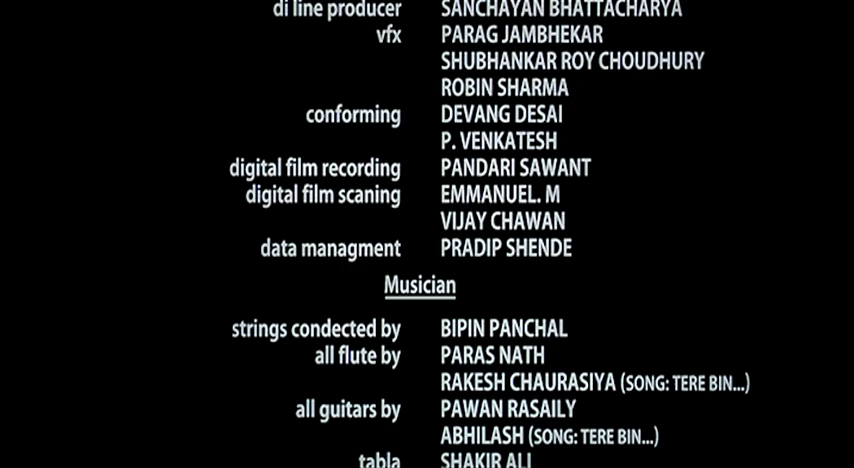 di line producer SANCHAYAN BHATTACHARYA
vfx PARAG JAMBHEKAR
SHUBHANKAR ROY CHOUDHURY
ROBIN SHARMA
conforming DEVANG DESAI
P. VENKATESH
digital film recording PANDARI SAWANT
digital film scaning EMMANUEL. M
VIJAY CHAWAN
data managment PRADIP SHENDE
Musician
strings condected by BIPIN PANCHAL
all flute by PARAS NATH
RAKESH CHAURASIYA (SONG: TERE BIN...)
all guitars by PAWAN RASAILY
ABHILASH (SONG: TERE BIN...)
tabla SHAKIR ALI